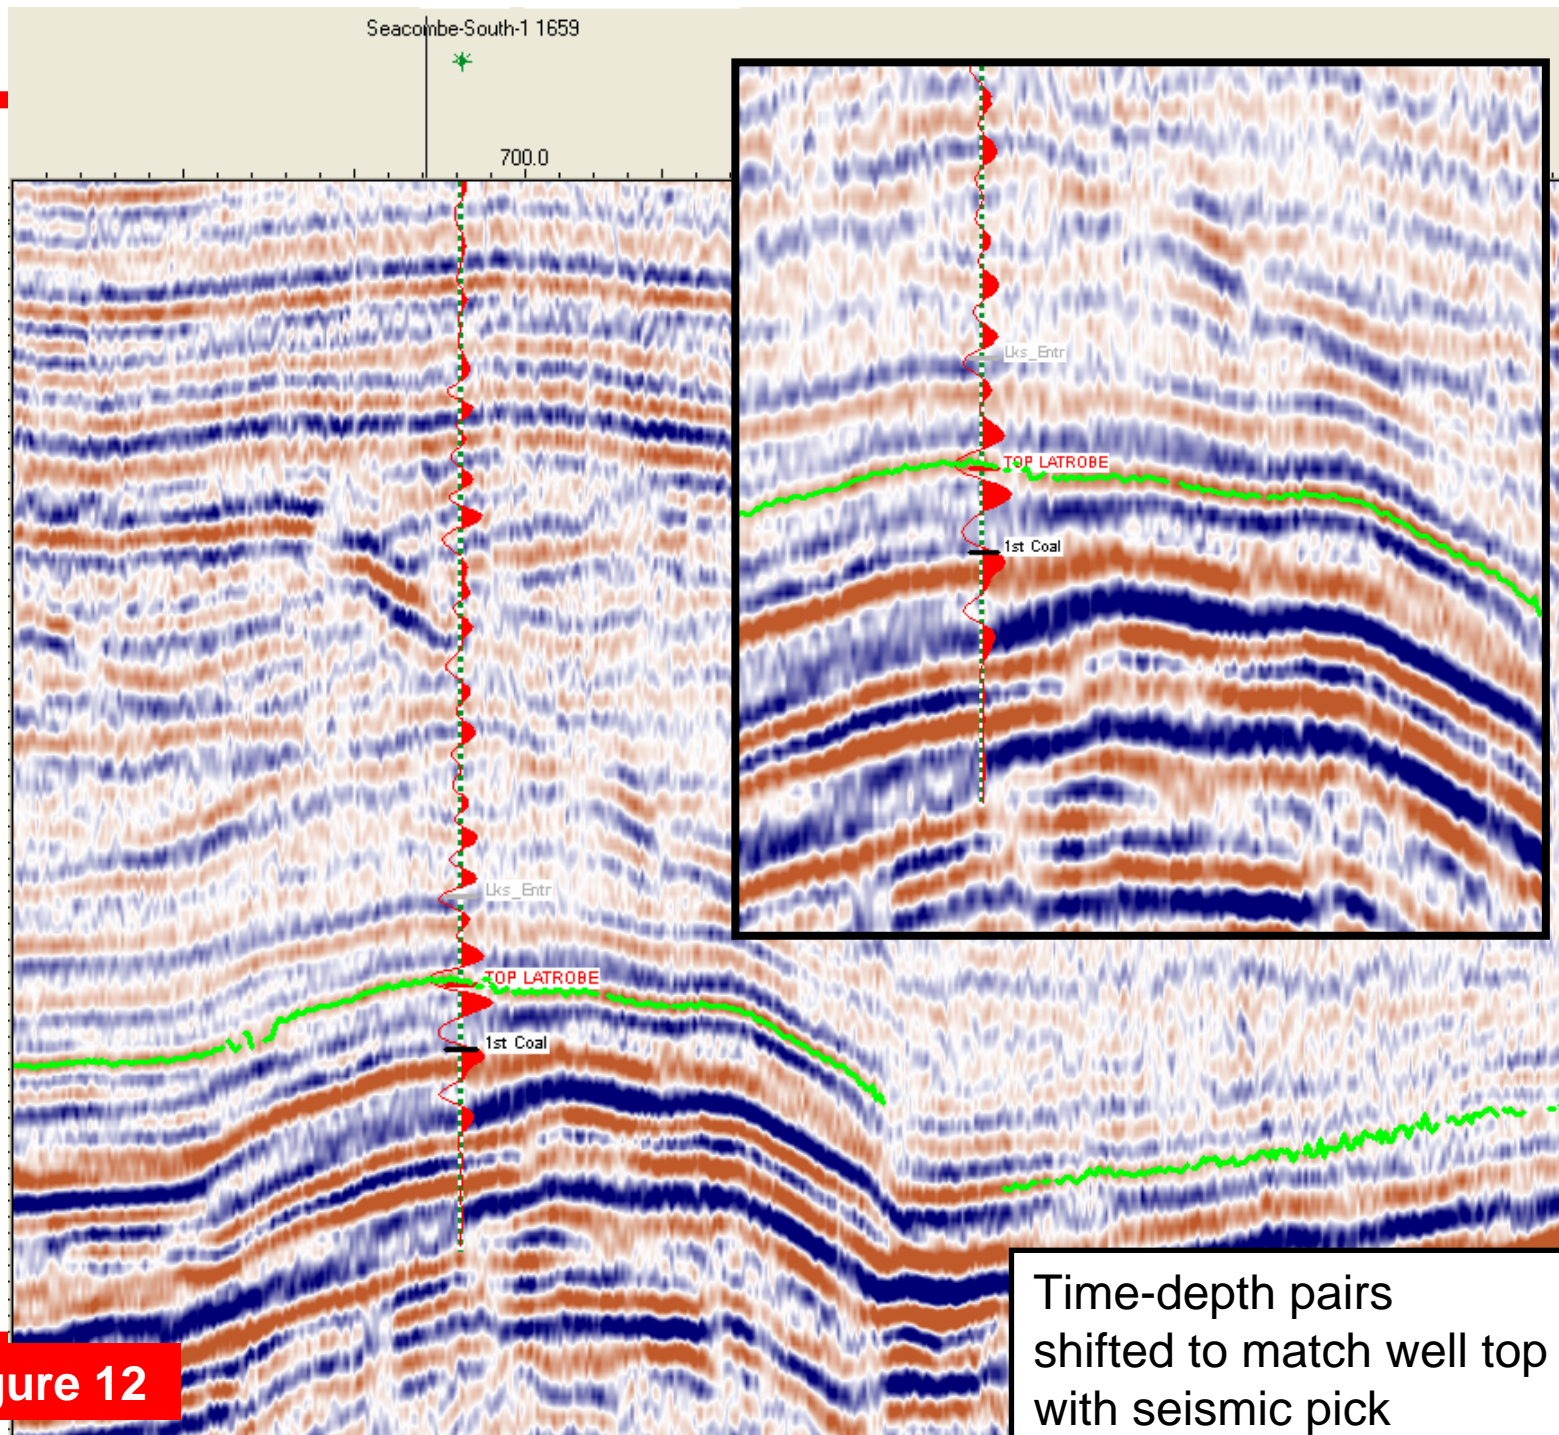 Seacombe-South-1 1659
700.0
Lks_Entr
TOP LATROBE
1st Coal
Lks_Entr
TOP LATROBE
1st Coal
Time-depth pairs
shifted to match well top
with seismic pick
gure 12